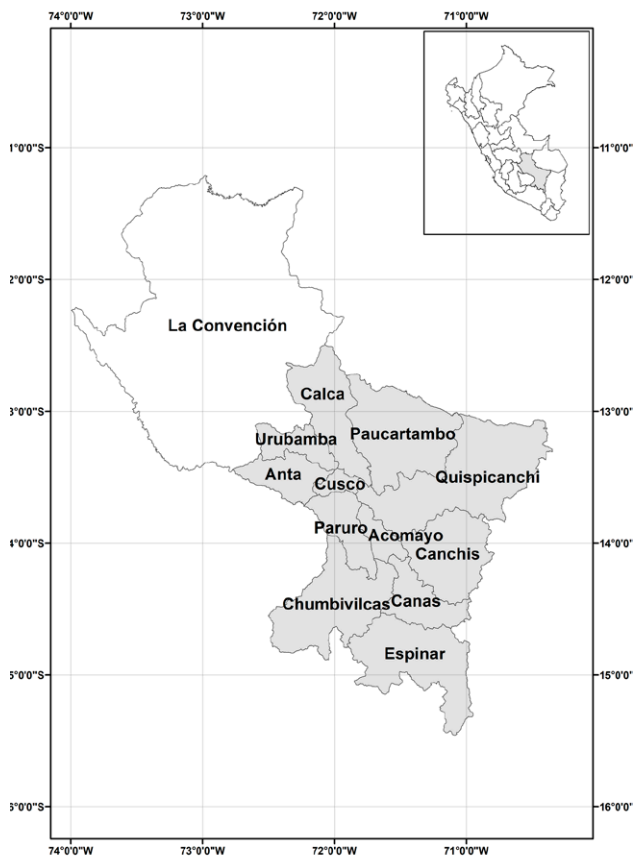 74°0'0"W 73°0'0"W 72°0'0"W 71°0'0"W
1°0'0"S 11°0'0"
2°0'0"S 12°0'0"
La Convención
Calca
3°0'0"S 13°0'0"
Urubamba Paucartambo
Anta Cusco Quispicanchi
Paruro Acomayo
4°0'0"S 14°0'0"
Canchis
Chumbivilcas Canas
Espinar
5°0'0"S 15°0'0"
6°0'0"S 16°0'0"
74°0'0"W 73°0'0"W 72°0'0"W 71°0'0"W